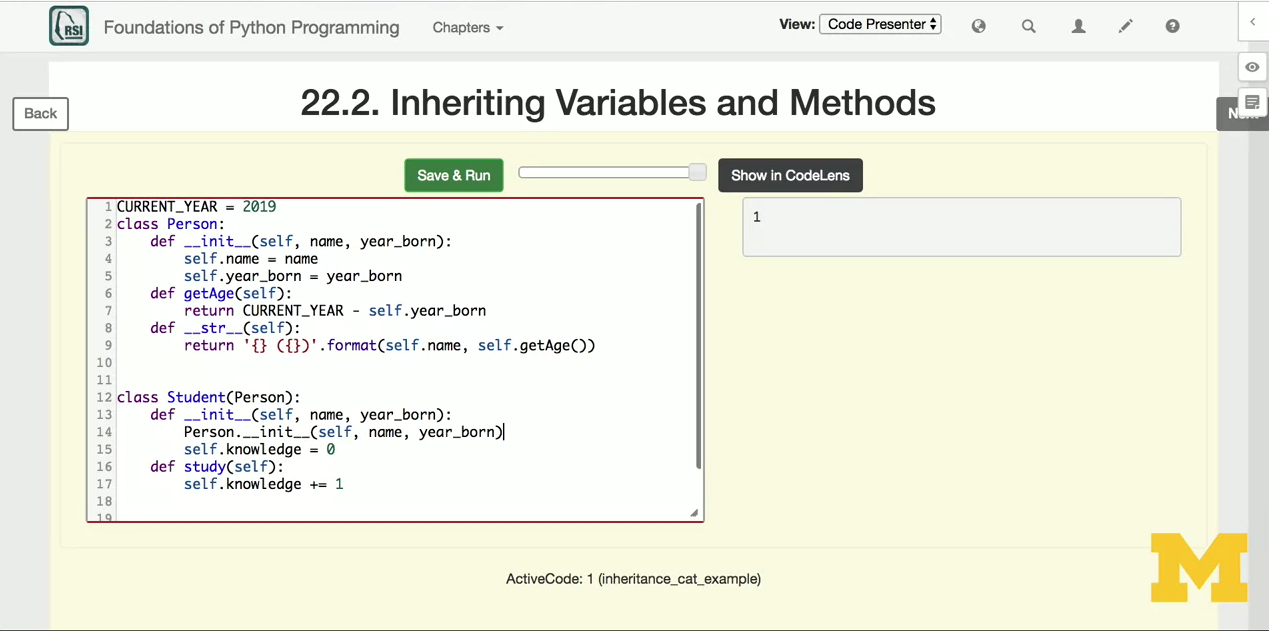 RSI Foundations of Python Programming Chapters View: Code Presenter
Back
22.2. Inheriting Variables and Methods
Save & Run Show in CodeLens
1 CURRENT_YEAR = 2019
2 class Person:
3     def __init__(self, name, year_born):
4         self.name = name
5         self.year_born = year_born
6     def getAge(self):
7         return CURRENT_YEAR - self.year_born
8     def __str__(self):
9         return '{} ({})'.format(self.name, self.getAge())
10
11
12 class Student(Person):
13     def __init__(self, name, year_born):
14         Person.__init__(self, name, year_born)
15         self.knowledge = 0
16     def study(self):
17         self.knowledge += 1
18
19
1
ActiveCode: 1 (inheritance_cat_example)
M